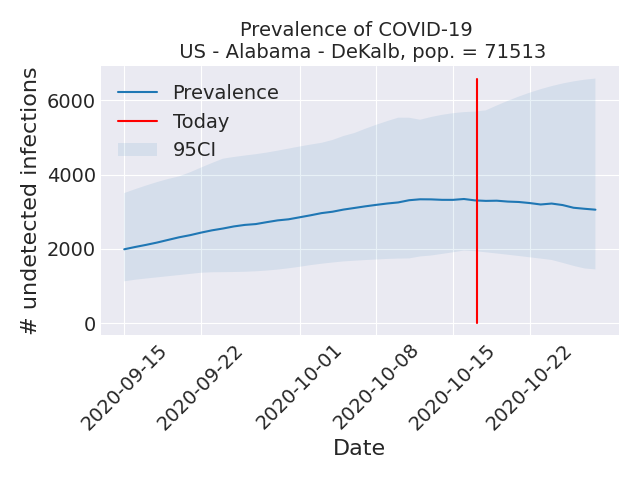 Prevalence of COVID-19
US - Alabama - DeKalb, pop. = 71513
# undetected infections
6000
4000
2000
0
Prevalence
Today
95CI
2020-09-15
2020-09-22
2020-10-01
2020-10-08
2020-10-15
2020-10-22
Date